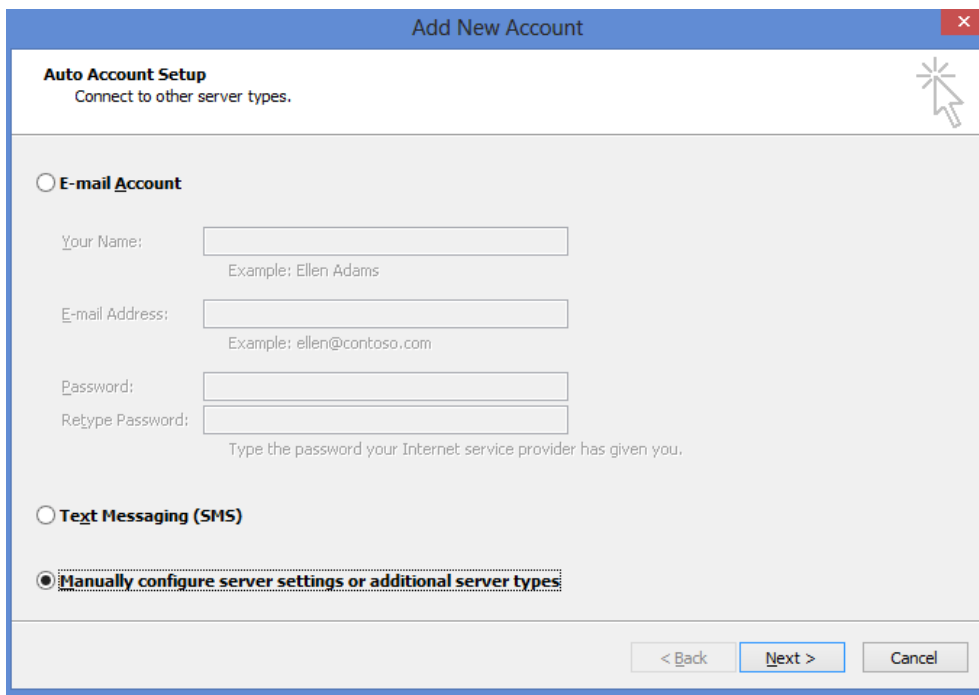 Add New Account
Auto Account Setup
Connect to other server types.
E-mail Account
Your Name:
Example: Ellen Adams
E-mail Address:
Example: ellen@contoso.com
Password:
Retype Password:
Type the password your Internet service provider has given you.
Text Messaging (SMS)
Manually configure server settings or additional server types
< Back Next > Cancel